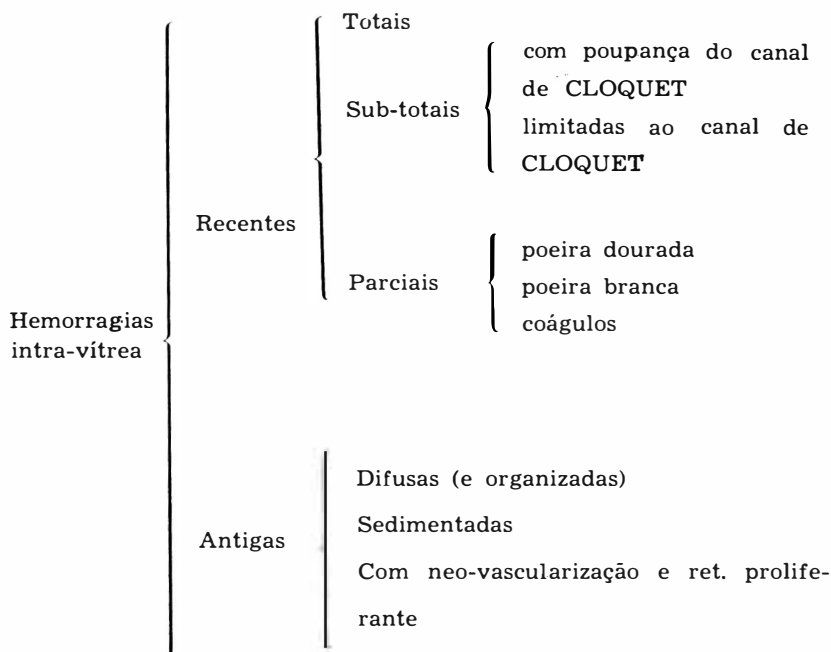 Totais
com poupança do canal
de CLOQUET
Sub-totais
limitadas ao canal de
CLOQUET
Recentes
poeira dourada
Parciais
poeira branca
coágulos
Hemorragias
intra-vítrea
Difusas (e organizadas)
Sedimentadas
Antigas
Com neo-vascularização e ret. prolife-
rante